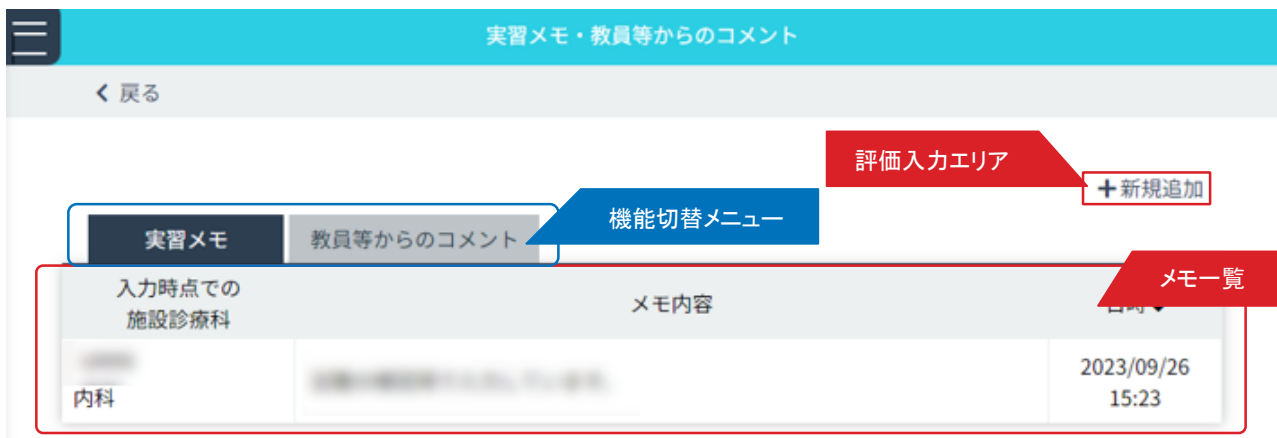 実習メモ・教員等からのコメント
戻る
評価入力エリア
+新規追加
機能切替メニュー
実習メモ
教員等からのコメント
メモ一覧
入力時点での
施設診療科
メモ内容
内科
2023/09/26
15:23